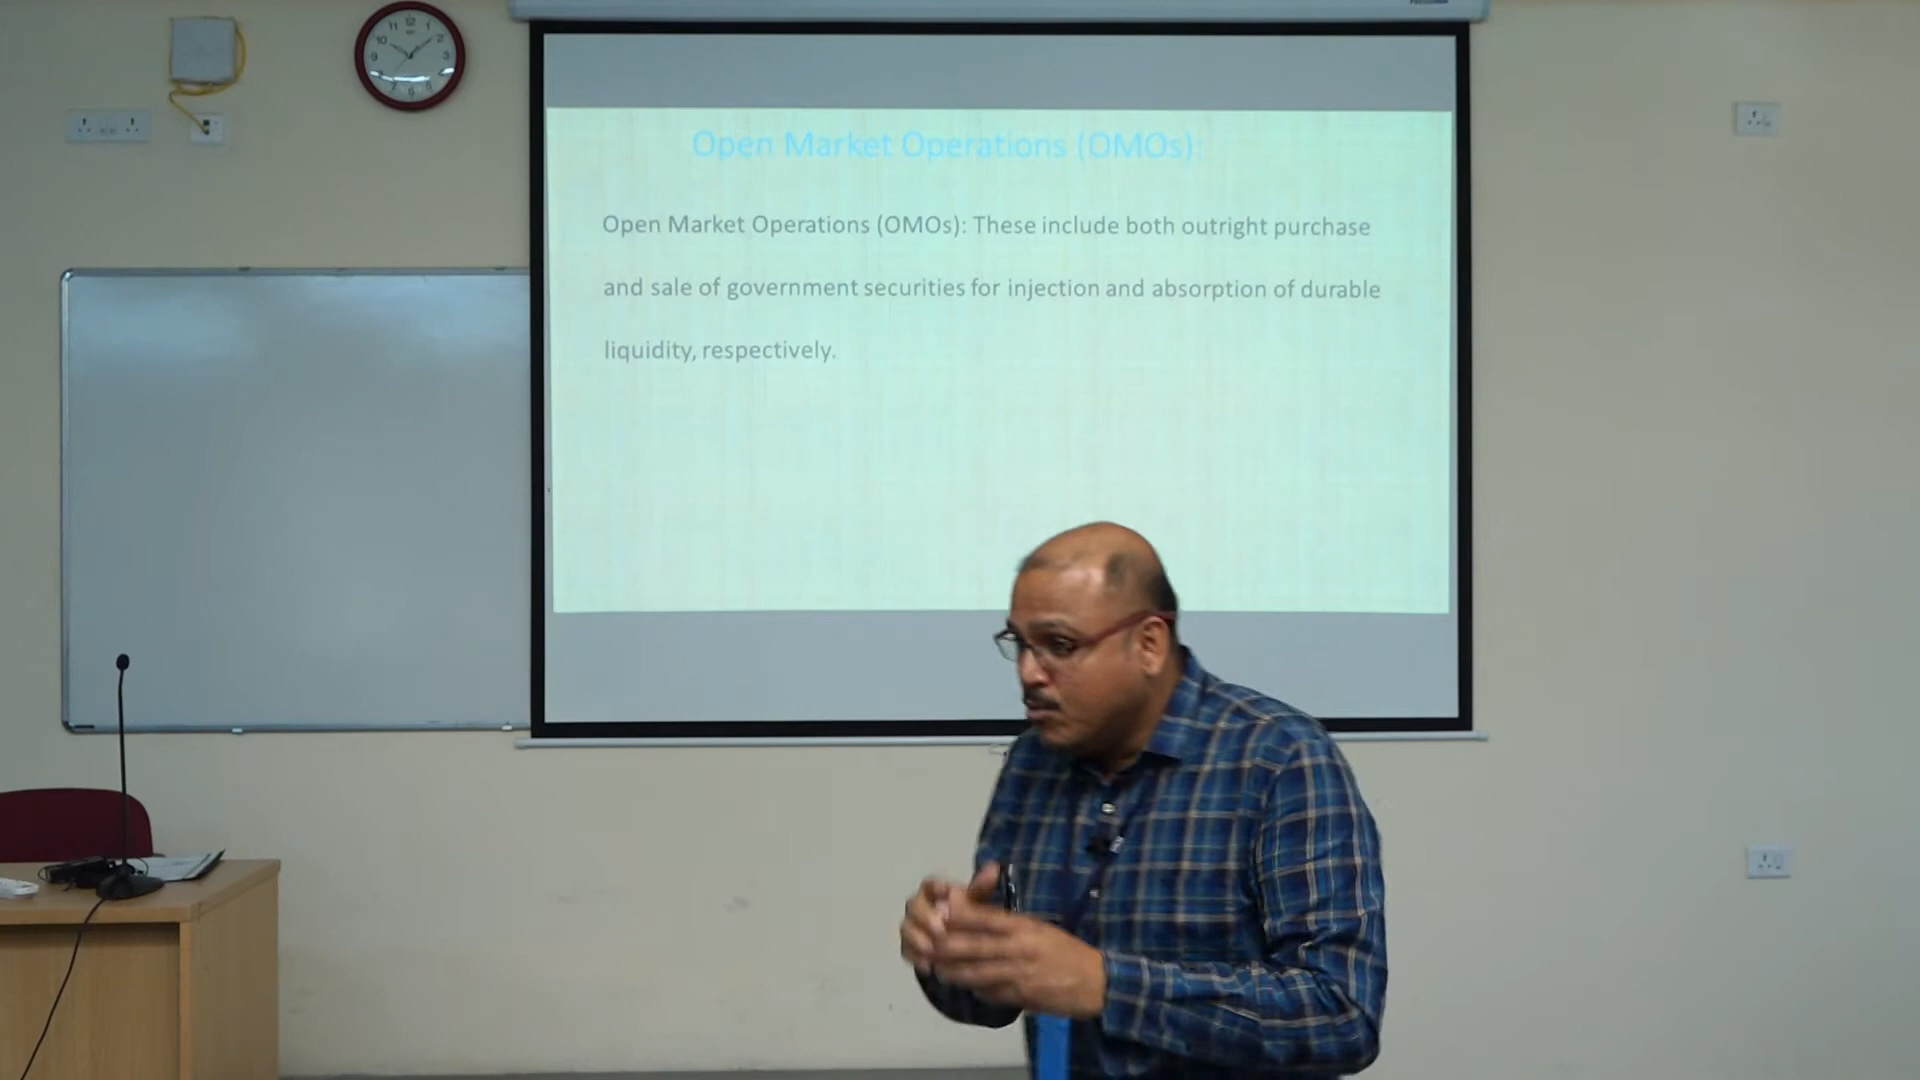 Open Market Operations (OMOs):
Open Market Operations (OMOs): These include both outright purchase
and sale of government securities for injection and absorption of durable
liquidity, respectively.